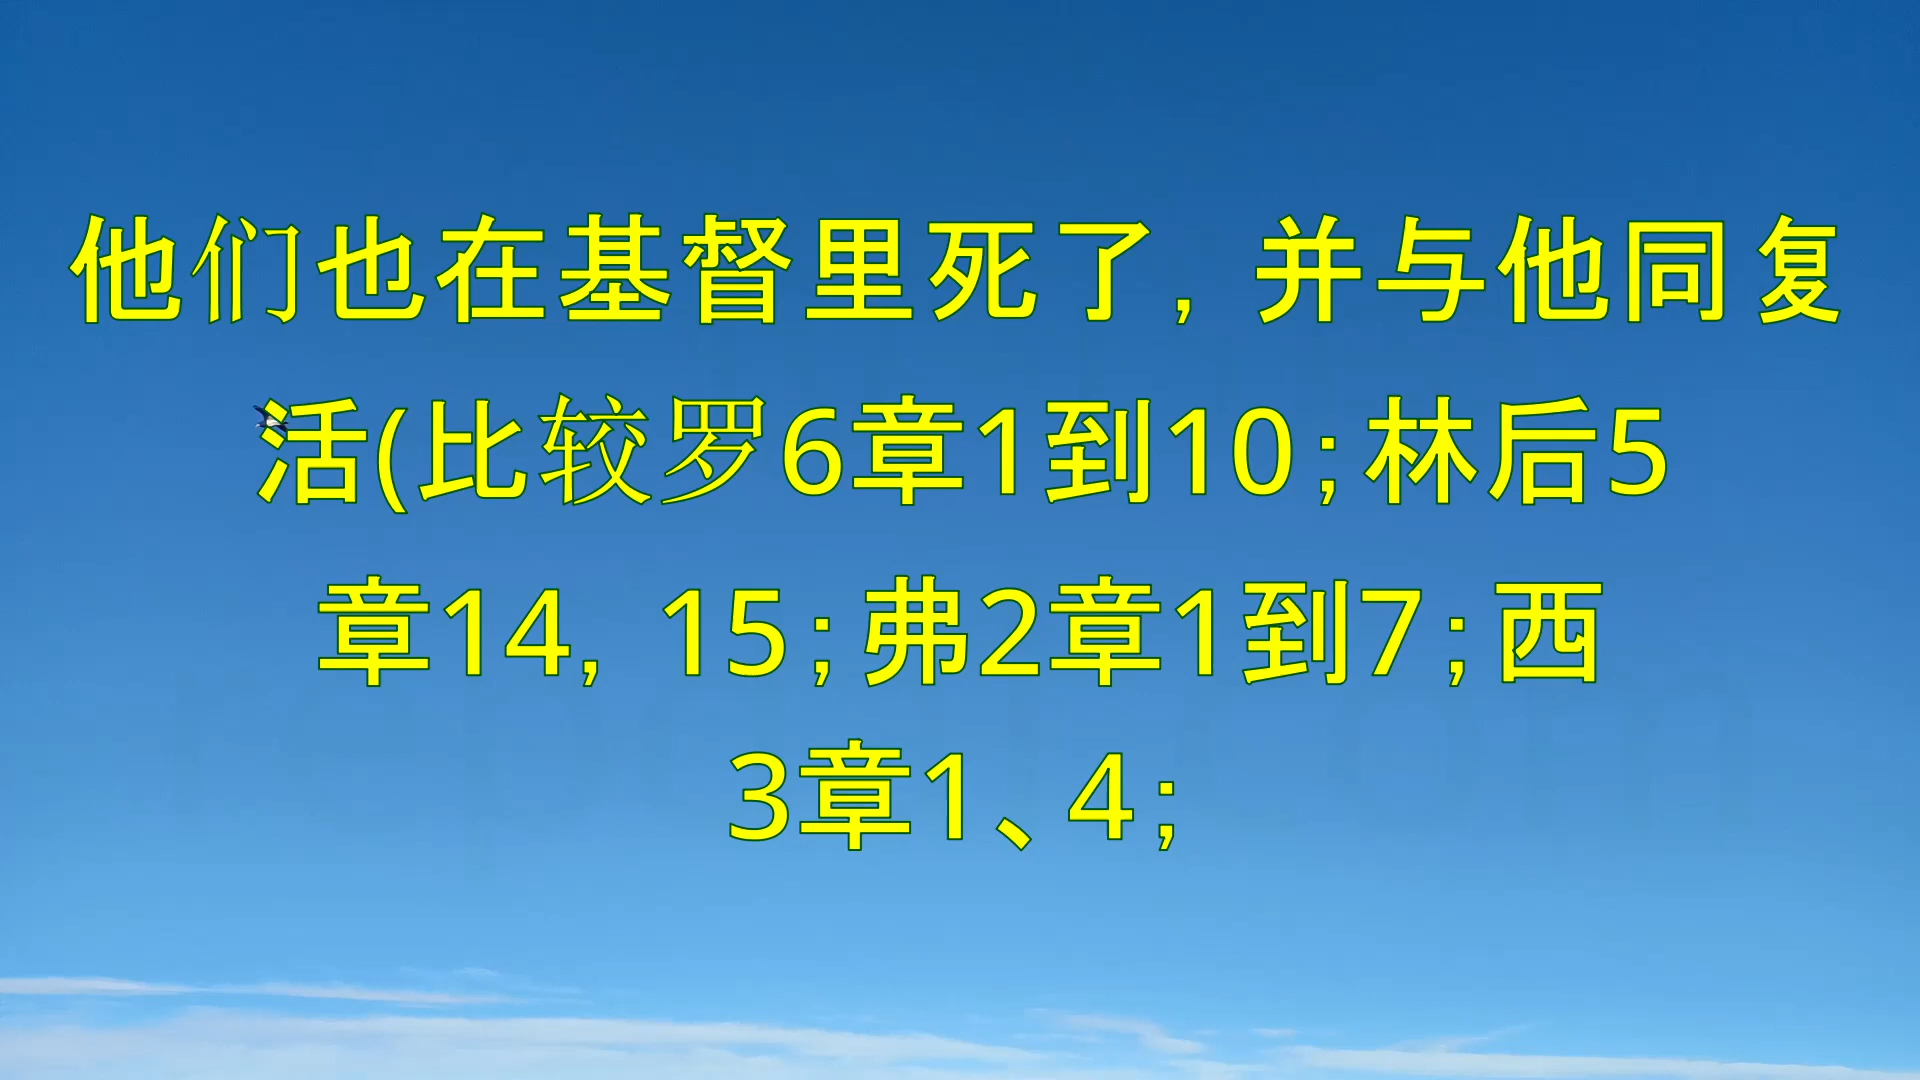 他们也在基督里死了，并与他同复
活(比较罗6章1到10；林后5
章14，15；弗2章1到7；西
3章1、4；